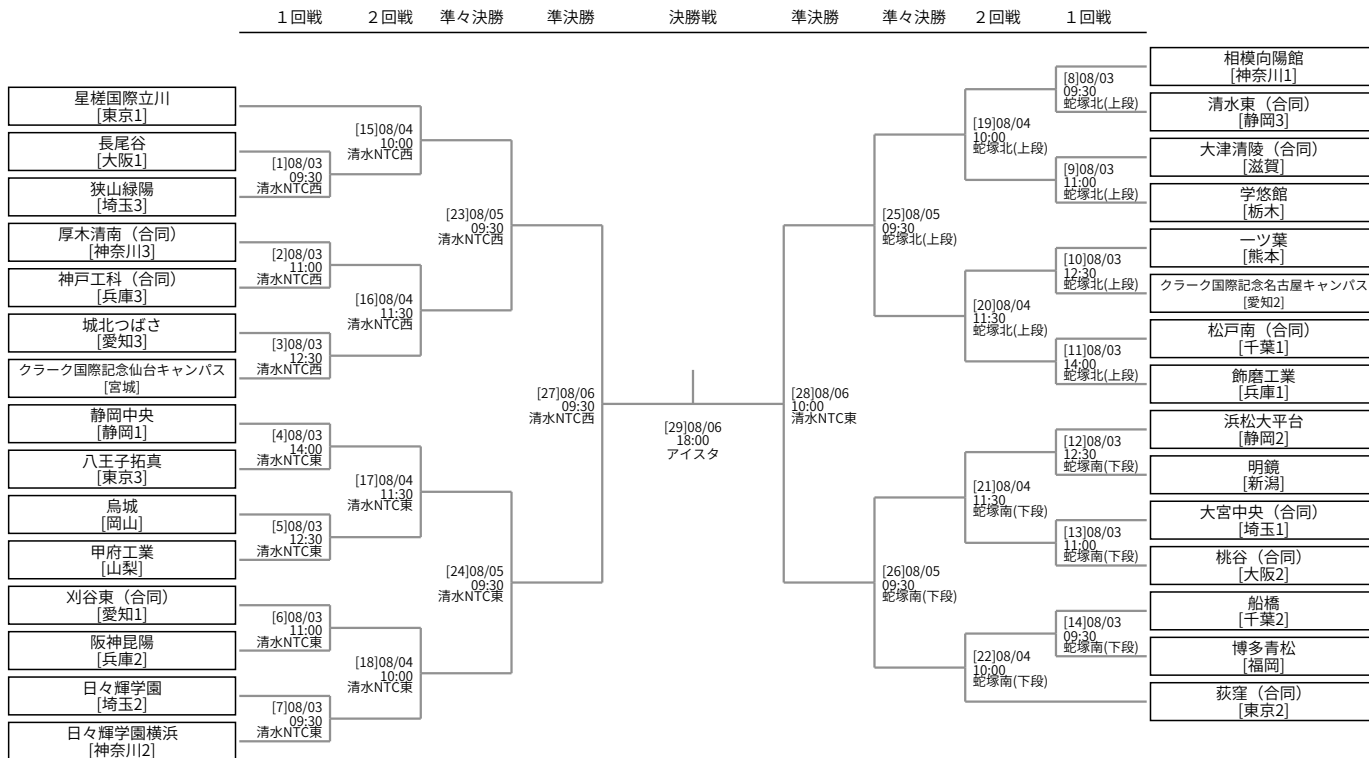 １回戦
２回戦
準々決勝
準決勝
決勝戦
準決勝
準々決勝
２回戦
１回戦
星槎国際立川
[東京1]
長尾谷
[大阪1]
狭山緑陽
[埼玉3]
厚木清南（合同）
[神奈川3]
神戸工科（合同）
[兵庫3]
城北つばさ
[愛知3]
クラーク国際記念仙台キャンパス
[宮城]
静岡中央
[静岡1]
八王子拓真
[東京3]
烏城
[岡山]
甲府工業
[山梨]
刈谷東（合同）
[愛知1]
阪神昆陽
[兵庫2]
日々輝学園
[埼玉2]
日々輝学園横浜
[神奈川2]
[1]08/03
09:30
清水NTC西
[2]08/03
11:00
清水NTC西
[3]08/03
12:30
清水NTC西
[4]08/03
14:00
清水NTC東
[5]08/03
12:30
清水NTC東
[6]08/03
11:00
清水NTC東
[7]08/03
09:30
清水NTC東
[15]08/04
10:00
清水NTC西
[16]08/04
11:30
清水NTC西
[17]08/04
11:30
清水NTC東
[18]08/04
10:00
清水NTC東
[23]08/05
09:30
清水NTC西
[24]08/05
09:30
清水NTC東
[27]08/06
09:30
清水NTC西
[29]08/06
18:00
アイスタ
[28]08/06
10:00
清水NTC東
[25]08/05
09:30
蛇塚北(上段)
[26]08/05
09:30
蛇塚南(下段)
[19]08/04
10:00
蛇塚北(上段)
[20]08/04
11:30
蛇塚北(上段)
[21]08/04
11:30
蛇塚南(下段)
[22]08/04
10:00
蛇塚南(下段)
[8]08/03
09:30
蛇塚北(上段)
[9]08/03
11:00
蛇塚北(上段)
[10]08/03
12:30
蛇塚北(上段)
[11]08/03
14:00
蛇塚北(上段)
[12]08/03
12:30
蛇塚南(下段)
[13]08/03
11:00
蛇塚南(下段)
[14]08/03
09:30
蛇塚南(下段)
相模向陽館
[神奈川1]
清水東（合同）
[静岡3]
大津清陵（合同）
[滋賀]
学悠館
[栃木]
一ツ葉
[熊本]
クラーク国際記念名古屋キャンパス
[愛知2]
松戸南（合同）
[千葉1]
飾磨工業
[兵庫1]
浜松大平台
[静岡2]
明鏡
[新潟]
大宮中央（合同）
[埼玉1]
桃谷（合同）
[大阪2]
船橋
[千葉2]
博多青松
[福岡]
荻窪（合同）
[東京2]